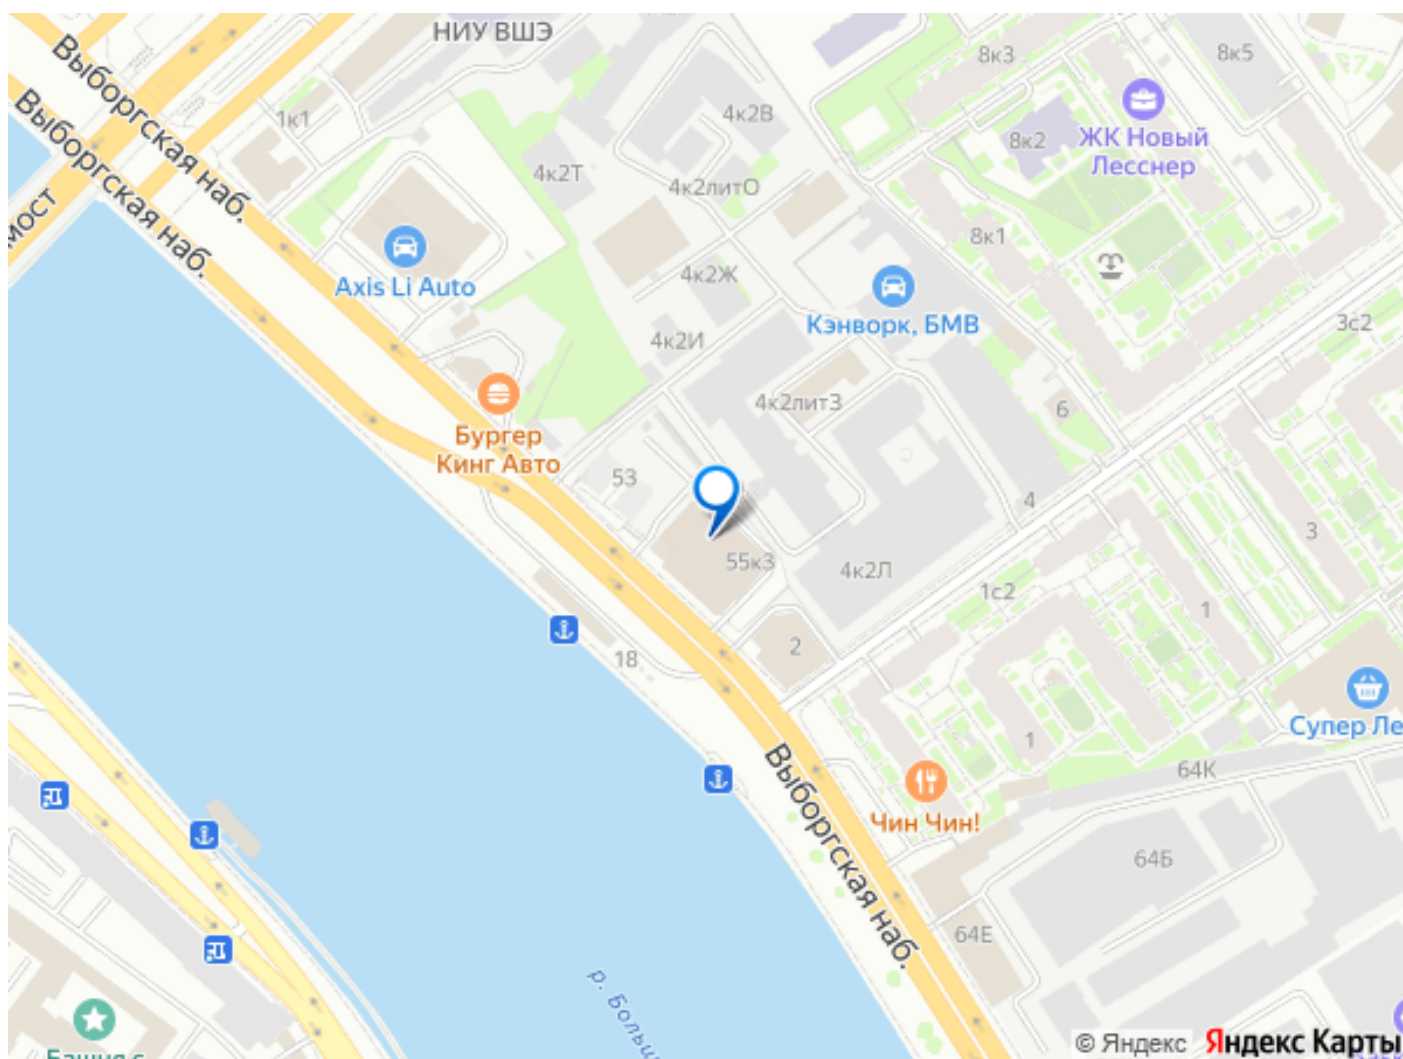 НИУ ВШЭ
Выборгская наб.
Выборгская наб.
мост
1к1
4к2В
4к2Т
4к2литО
8к3
8к5
8к2
ЖК Новый
Лесснер
8к1
Axis Li Auto
4к2Ж
4к2И
Кэнворк, БМВ
3с2
4к2литЗ
6
Бургер
Кинг Авто
53
4
3
55к3
4к2Л
1с2
1
2
18
Супер Ле
1
64К
Выборгская наб.
Чин Чин!
64Б
64Е
р. Больш
Башня с
© Яндекс Яндекс Карты